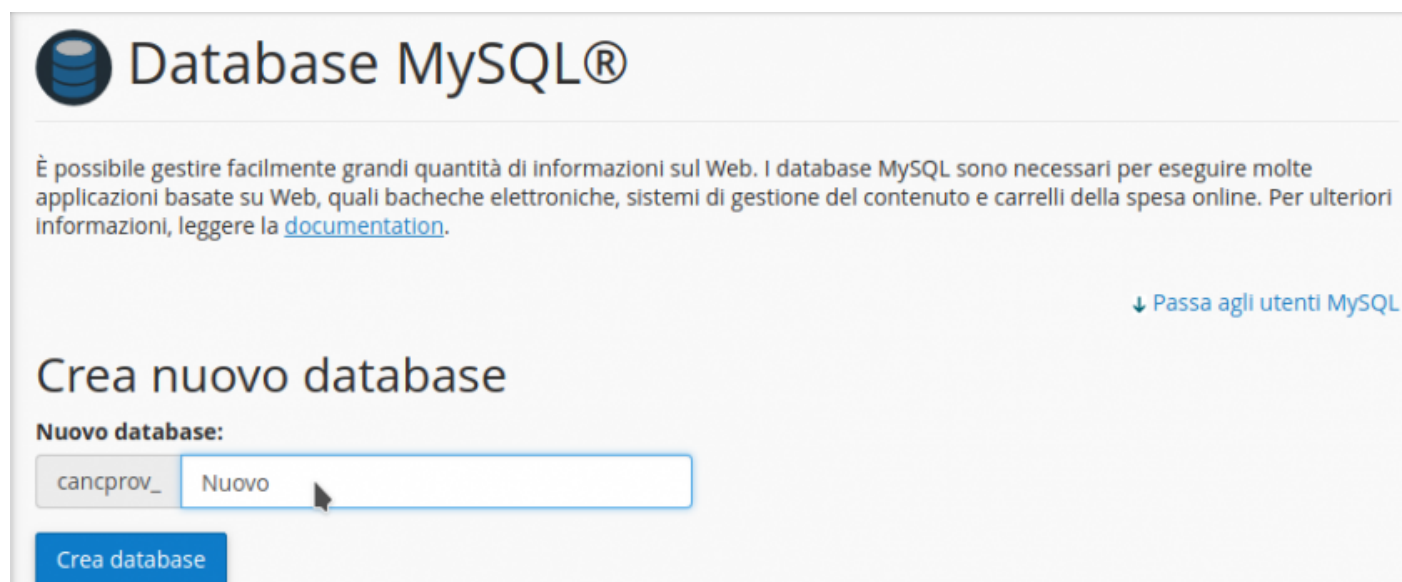 Database MySQL®
È possibile gestire facilmente grandi quantità di informazioni sul Web. I database MySQL sono necessari per eseguire molte
applicazioni basate su Web, quali bacheche elettroniche, sistemi di gestione del contenuto e carrelli della spesa online. Per ulteriori
informazioni, leggere la documentation.
↓ Passa agli utenti MySQL
Crea nuovo database
Nuovo database:
cancprov_ Nuovo
Crea database